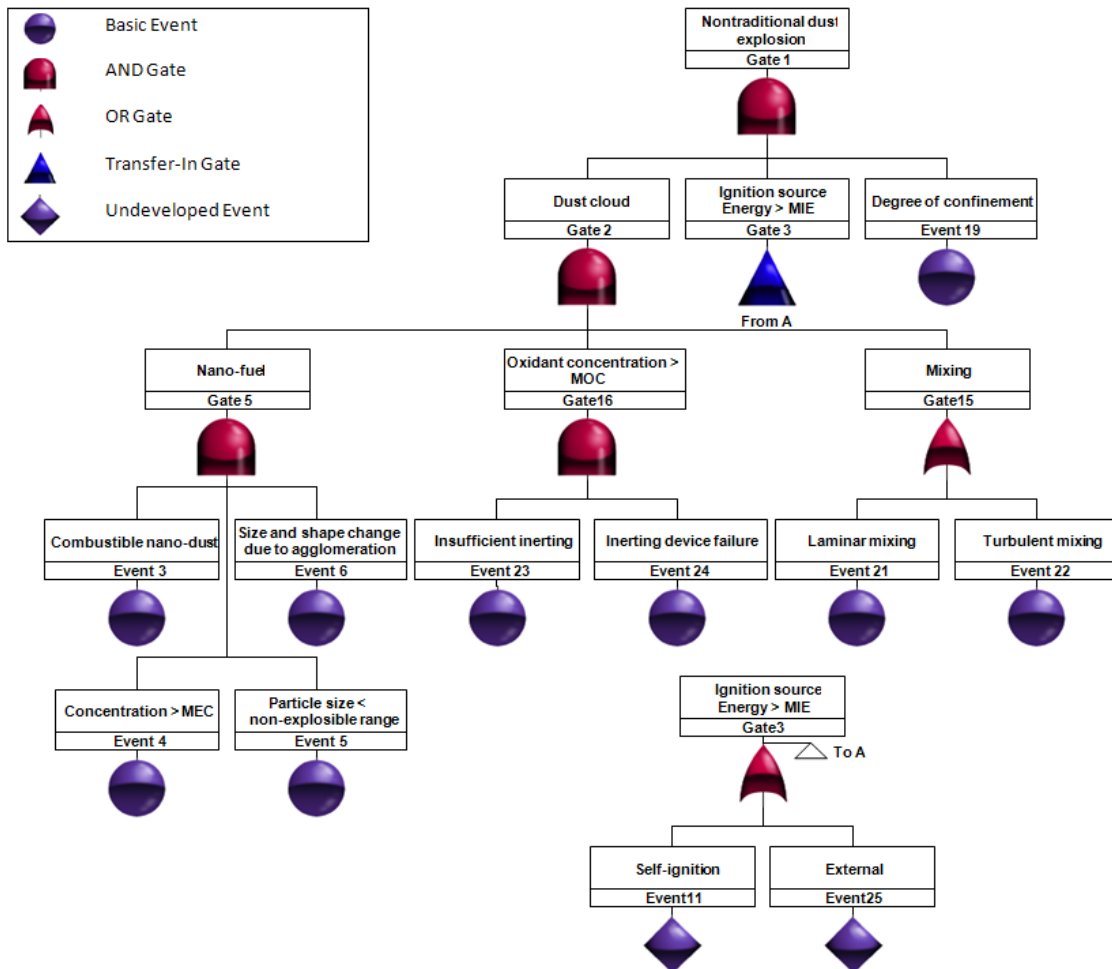 Basic Event
AND Gate
OR Gate
Transfer-In Gate
Undeveloped Event
Nontraditional dust
explosion
Gate 1
Dust cloud
Gate 2
Ignition source
Energy > MIE
Gate 3
From A
Degree of confinement
Event 19
Nano-fuel
Gate 5
Oxidant concentration >
MOC
Gate16
Mixing
Gate15
Combustible nano-dust
Event 3
Size and shape change
due to agglomeration
Event 6
Insufficient inerting
Event 23
Inerting device failure
Event 24
Laminar mixing
Event 21
Turbulent mixing
Event 22
Concentration > MEC
Event 4
Particle size <
non-explosible range
Event 5
Ignition source
Energy > MIE
Gate3
To A
Self-ignition
Event11
External
Event25